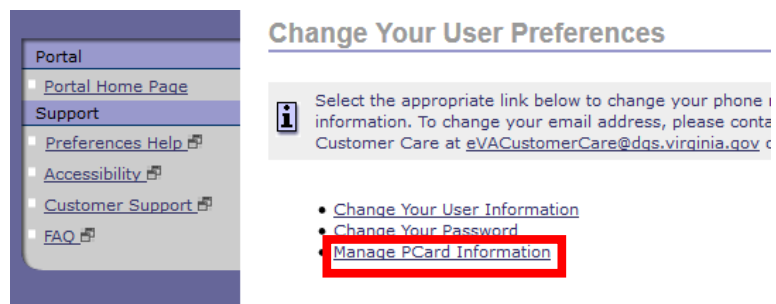 Change Your User Preferences
Portal
Portal Home Page
Support
Preferences Help
Accessibility
Customer Support
FAQ
Select the appropriate link below to change your phone
information. To change your email address, please
Customer Care at eVACustomerCare@dgs.virginia.gov
Change Your User Information
Change Your Password
Manage PCard Information